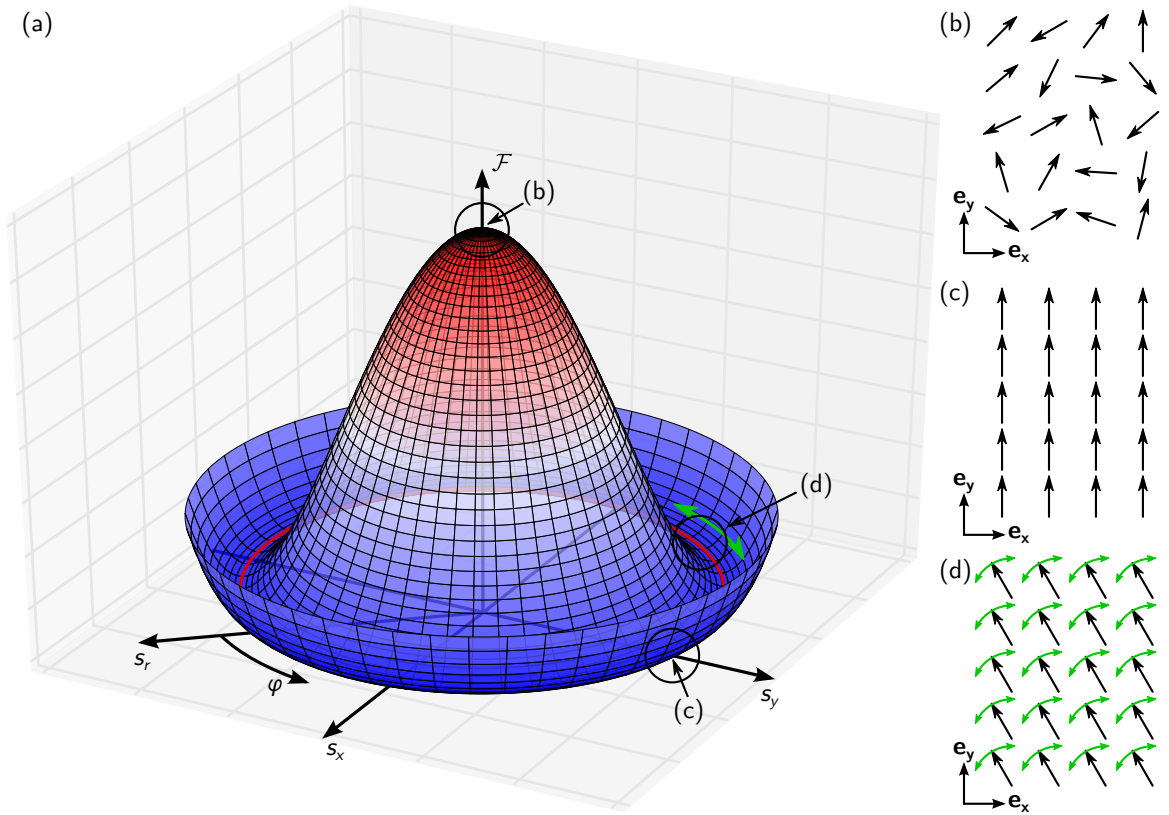 (a)
ℱ
(b)
(d)
(c)
s_r
φ
s_x
s_y
(b)
e_y
e_x
(c)
e_y
e_x
(d)
e_y
e_x